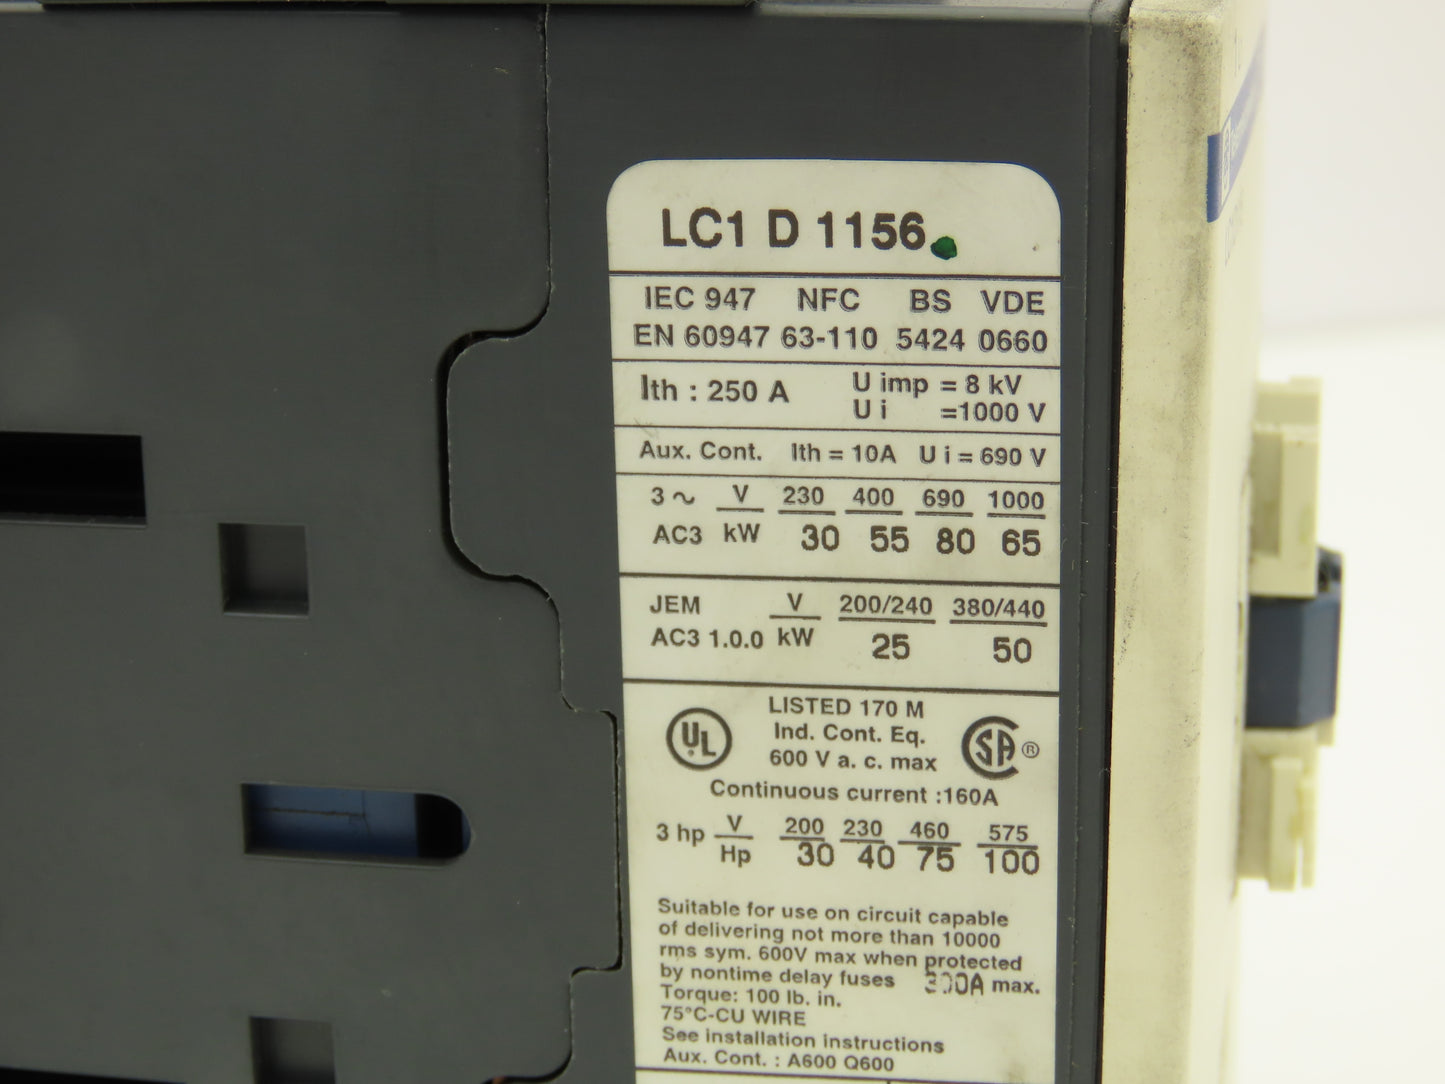 LC1 D 1156
IEC 947 NFC BS VDE
EN 60947 63-110 5424 0660
Ith : 250 A U imp = 8 kV
U i =1000 V
Aux. Cont. Ith = 10A U i = 690 V
3 ~ V 230 400 690 1000
AC3 kW 30 55 80 65
JEM V 200/240 380/440
AC3 1.0.0 kW 25 50
LISTED 170 M
UL Ind. Cont. Eq. SA ®
600 V a. c. max
Continuous current :160A
3 hp V 200 230 460 575
Hp 30 40 75 100
Suitable for use on circuit capable
of delivering not more than 10000
rms sym. 600V max when protected
by nontime delay fuses 300A max.
Torque: 100 lb. in.
75°C-CU WIRE
See installation instructions
Aux. Cont. : A600 Q600